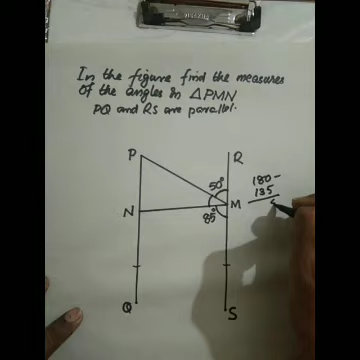 In the figure find the measures
of the angles in △PMN
PQ and RS are parallel.
P
R
50°
180-
135
N
M
85°
Q
S